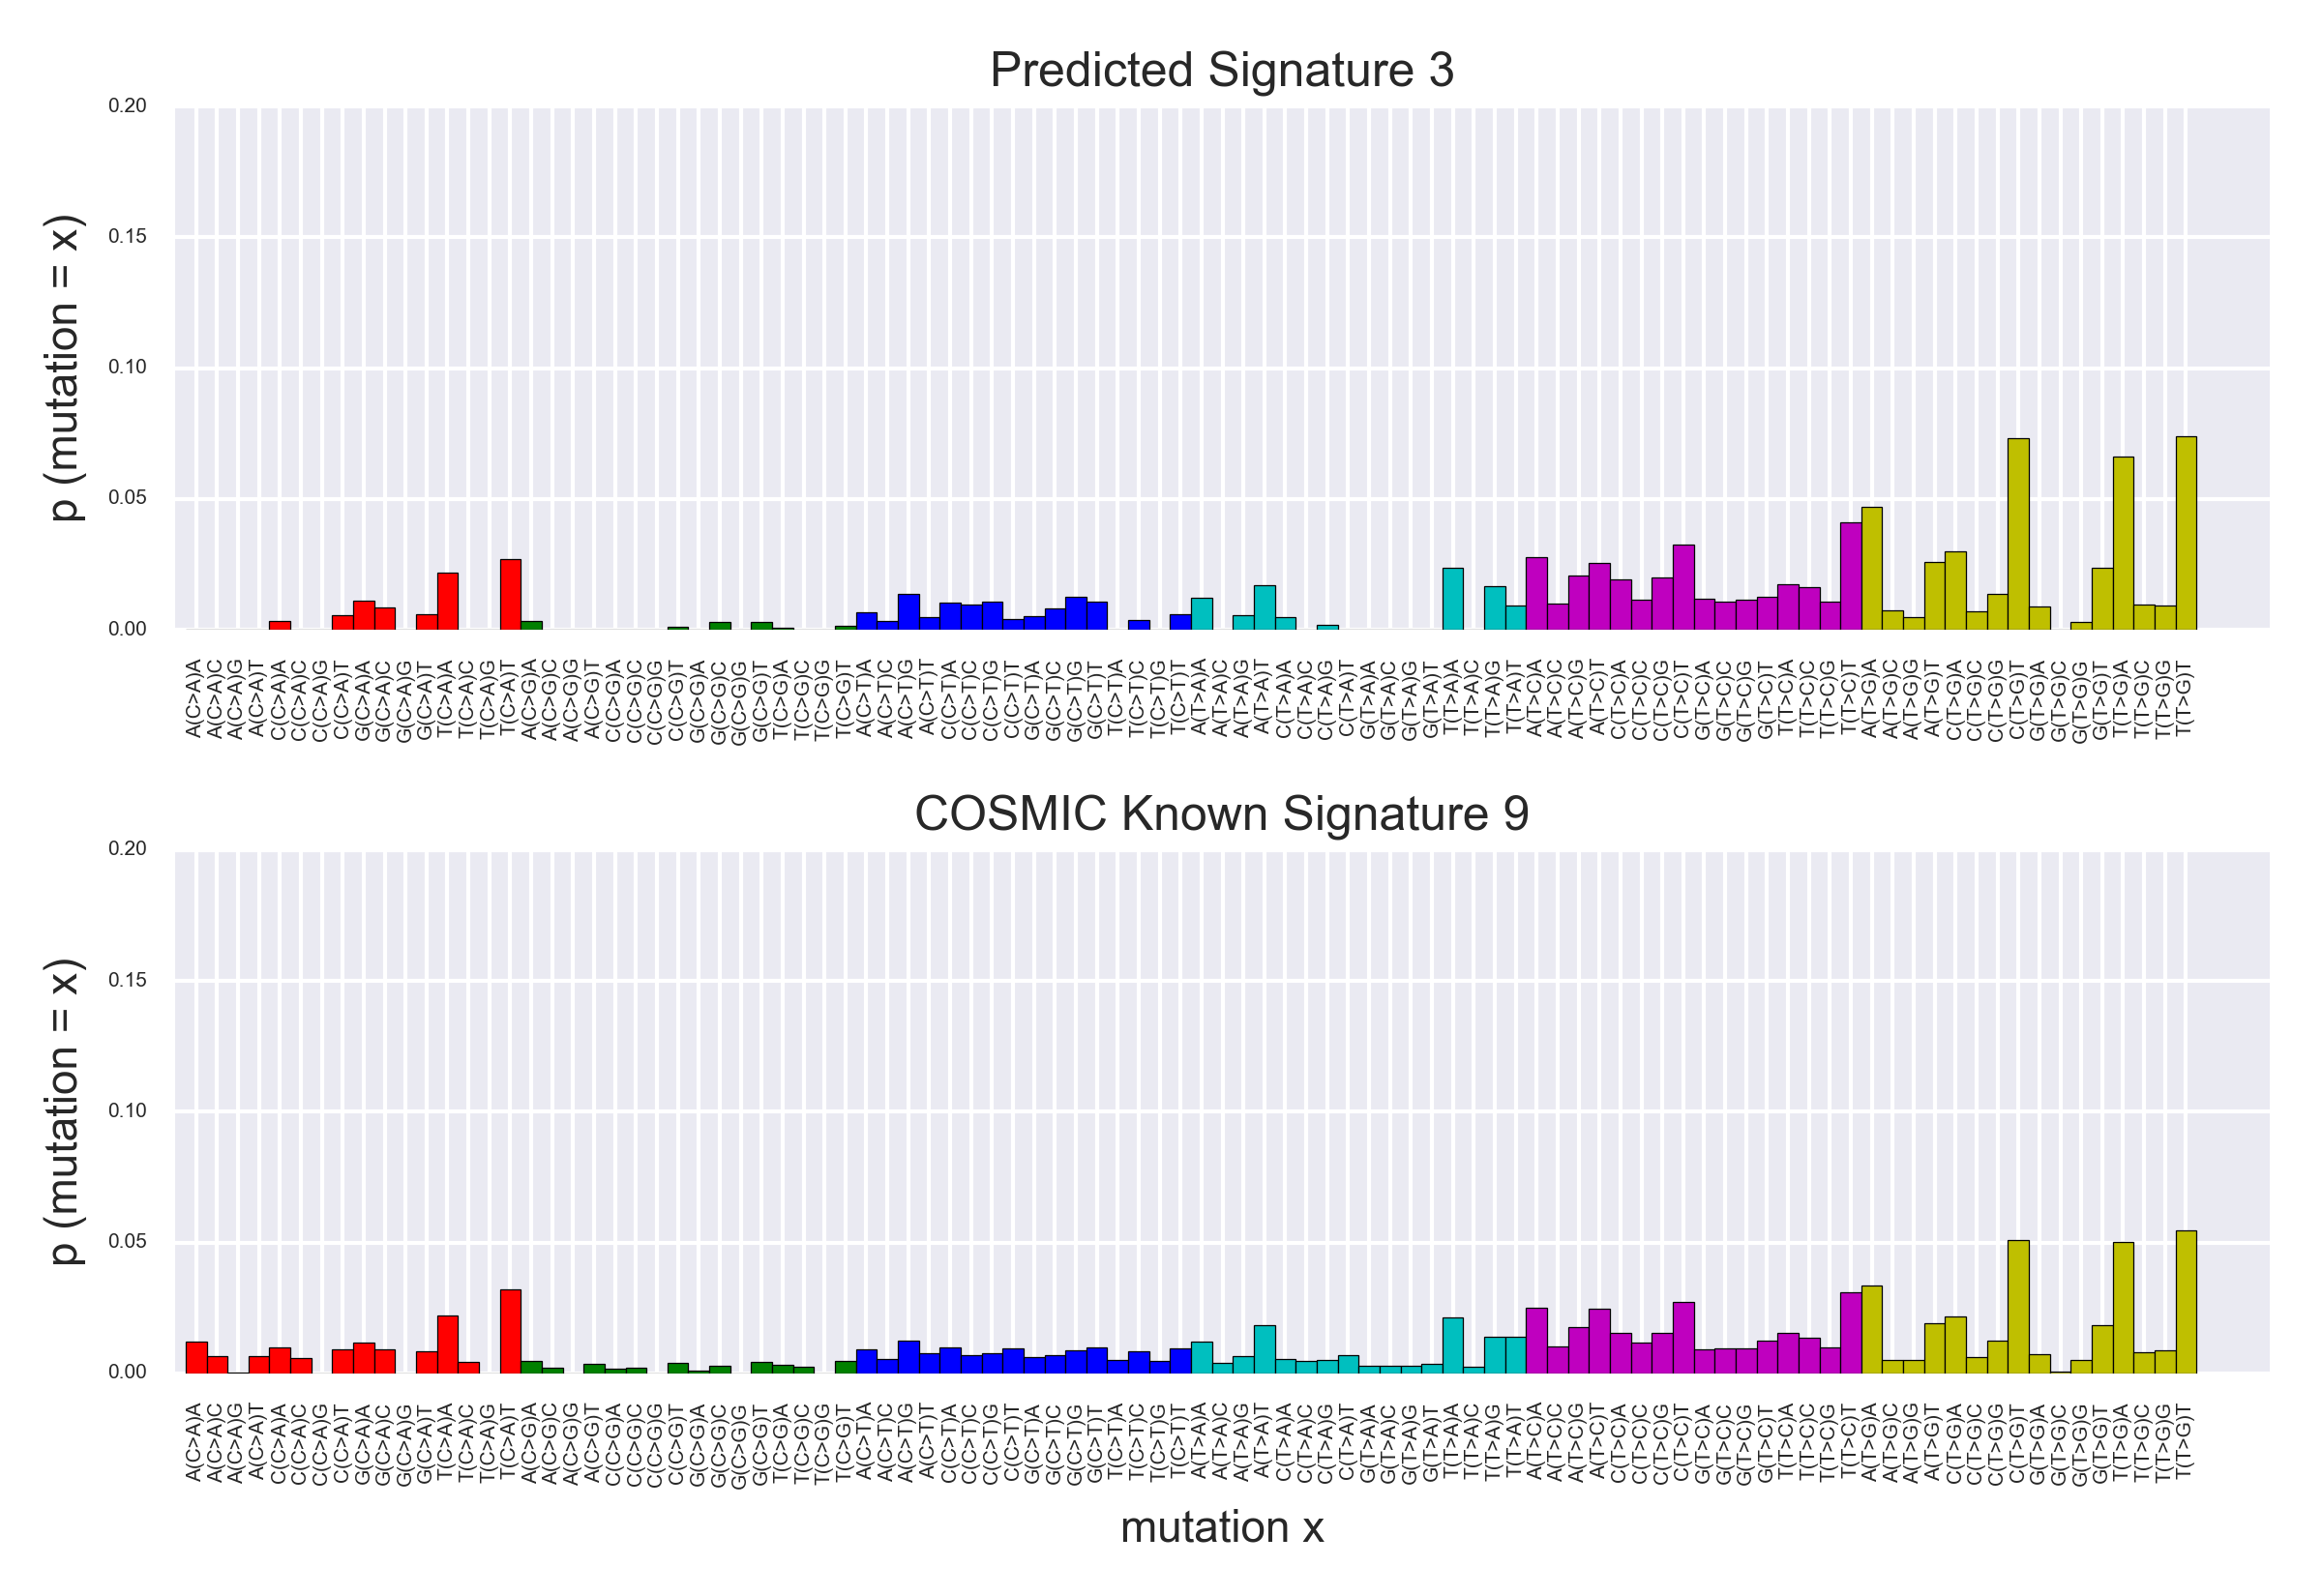 Predicted Signature 3
p (mutation = x)
0.20
0.15
0.10
0.05
0.00
A(C>A)A A(C>A)C A(C>A)G A(C>A)T C(C>A)A C(C>A)C C(C>A)G C(C>A)T G(C>A)A G(C>A)C G(C>A)G G(C>A)T T(C>A)A T(C>A)C T(C>A)G T(C>A)T A(C>G)A A(C>G)C A(C>G)G A(C>G)T C(C>G)A C(C>G)C C(C>G)G C(C>G)T G(C>G)A G(C>G)C G(C>G)G G(C>G)T T(C>G)A T(C>G)C T(C>G)G T(C>G)T A(C>T)A A(C>T)C A(C>T)G A(C>T)T C(C>T)A C(C>T)C C(C>T)G C(C>T)T G(C>T)A G(C>T)C G(C>T)G G(C>T)T T(C>T)A T(C>T)C T(C>T)G T(C>T)T A(T>A)A A(T>A)C A(T>A)G A(T>A)T C(T>A)A C(T>A)C C(T>A)G C(T>A)T G(T>A)A G(T>A)C G(T>A)G G(T>A)T T(T>A)A T(T>A)C T(T>A)G T(T>A)T A(T>C)A A(T>C)C A(T>C)G A(T>C)T C(T>C)A C(T>C)C C(T>C)G C(T>C)T G(T>C)A G(T>C)C G(T>C)G G(T>C)T T(T>C)A T(T>C)C T(T>C)G T(T>C)T A(T>G)A A(T>G)C A(T>G)G A(T>G)T C(T>G)A C(T>G)C C(T>G)G C(T>G)T G(T>G)A G(T>G)C G(T>G)G G(T>G)T T(T>G)A T(T>G)C T(T>G)G T(T>G)T
COSMIC Known Signature 9
p (mutation = x)
0.20
0.15
0.10
0.05
0.00
A(C>A)A A(C>A)C A(C>A)G A(C>A)T C(C>A)A C(C>A)C C(C>A)G C(C>A)T G(C>A)A G(C>A)C G(C>A)G G(C>A)T T(C>A)A T(C>A)C T(C>A)G T(C>A)T A(C>G)A A(C>G)C A(C>G)G A(C>G)T C(C>G)A C(C>G)C C(C>G)G C(C>G)T G(C>G)A G(C>G)C G(C>G)G G(C>G)T T(C>G)A T(C>G)C T(C>G)G T(C>G)T A(C>T)A A(C>T)C A(C>T)G A(C>T)T C(C>T)A C(C>T)C C(C>T)G C(C>T)T G(C>T)A G(C>T)C G(C>T)G G(C>T)T T(C>T)A T(C>T)C T(C>T)G T(C>T)T A(T>A)A A(T>A)C A(T>A)G A(T>A)T C(T>A)A C(T>A)C C(T>A)G C(T>A)T G(T>A)A G(T>A)C G(T>A)G G(T>A)T T(T>A)A T(T>A)C T(T>A)G T(T>A)T A(T>C)A A(T>C)C A(T>C)G A(T>C)T C(T>C)A C(T>C)C C(T>C)G C(T>C)T G(T>C)A G(T>C)C G(T>C)G G(T>C)T T(T>C)A T(T>C)C T(T>C)G T(T>C)T A(T>G)A A(T>G)C A(T>G)G A(T>G)T C(T>G)A C(T>G)C C(T>G)G C(T>G)T G(T>G)A G(T>G)C G(T>G)G G(T>G)T T(T>G)A T(T>G)C T(T>G)G T(T>G)T
mutation x